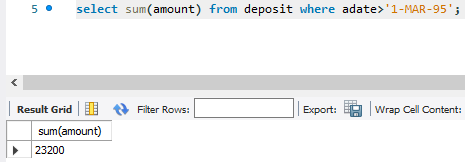 5 select sum(amount) from deposit where adate>'1-MAR-95';
Result Grid Filter Rows: Export: Wrap Cell Content:
sum(amount)
23200